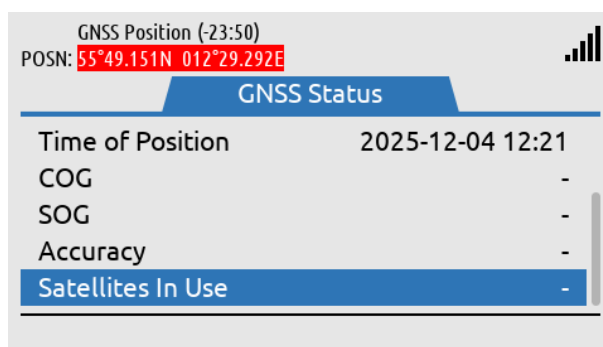 GNSS Position (-23:50)
POSN: 55°49.151N 012°29.292E
GNSS Status
Time of Position 2025-12-04 12:21
COG -
SOG -
Accuracy -
Satellites In Use -